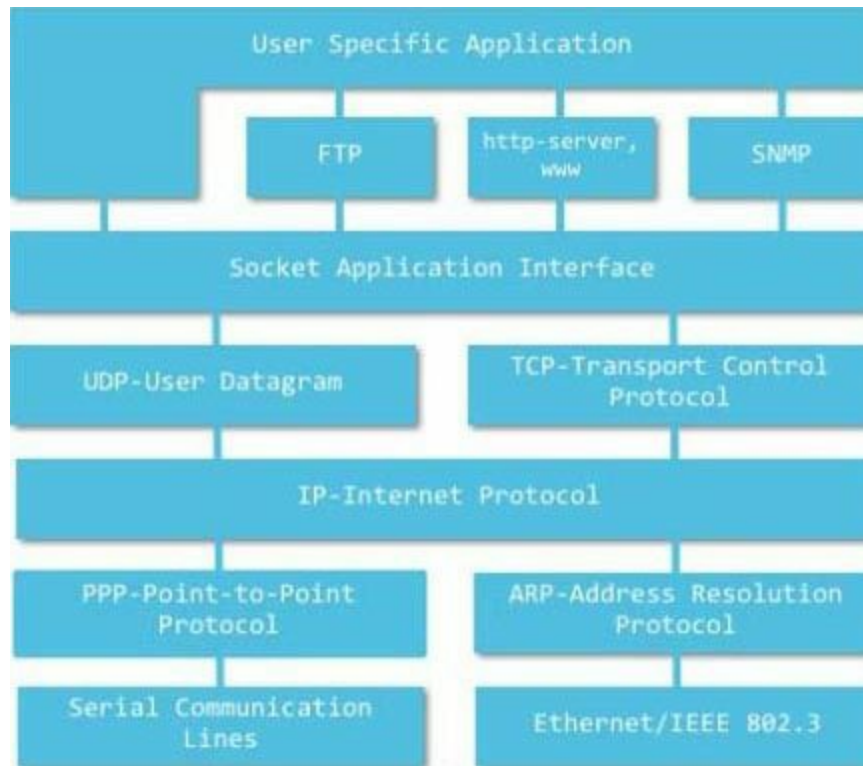 User Specific Application
FTP
http-server,
www
SNMP
Socket Application Interface
UDP-User Datagram
TCP-Transport Control
Protocol
IP-Internet Protocol
PPP-Point-to-Point
Protocol
ARP-Address Resolution
Protocol
Serial Communication
Lines
Ethernet/IEEE 802.3